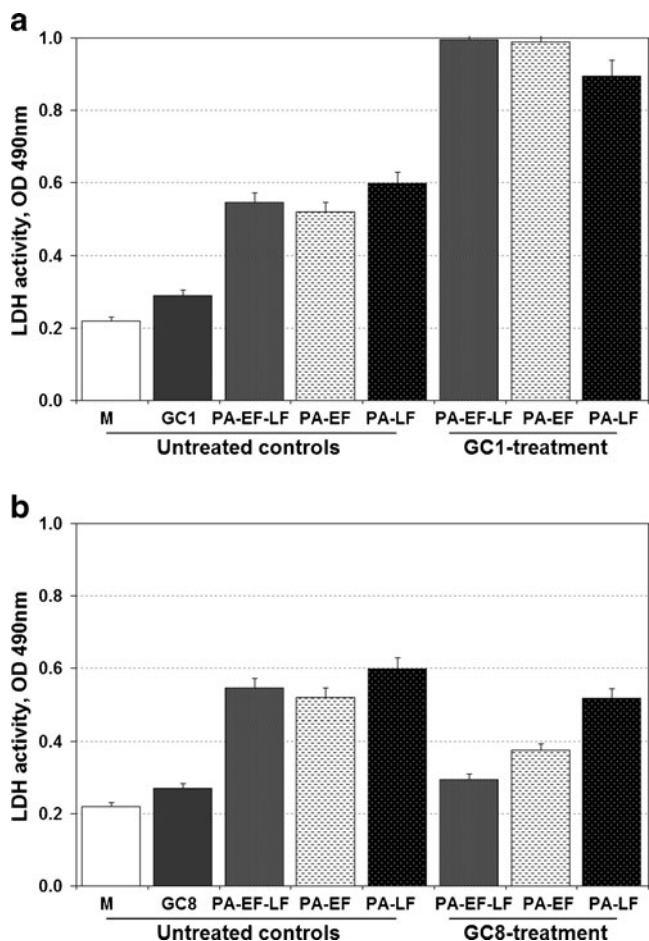 a
LDH activity, OD 490nm
1.0
0.8
0.6
0.4
0.2
0.0
M GC1 PA-EF-LF PA-EF PA-LF PA-EF-LF PA-EF PA-LF
Untreated controls GC1-treatment
b
LDH activity, OD 490nm
1.0
0.8
0.6
0.4
0.2
0.0
M GC8 PA-EF-LF PA-EF PA-LF PA-EF-LF PA-EF PA-LF
Untreated controls GC8-treatment